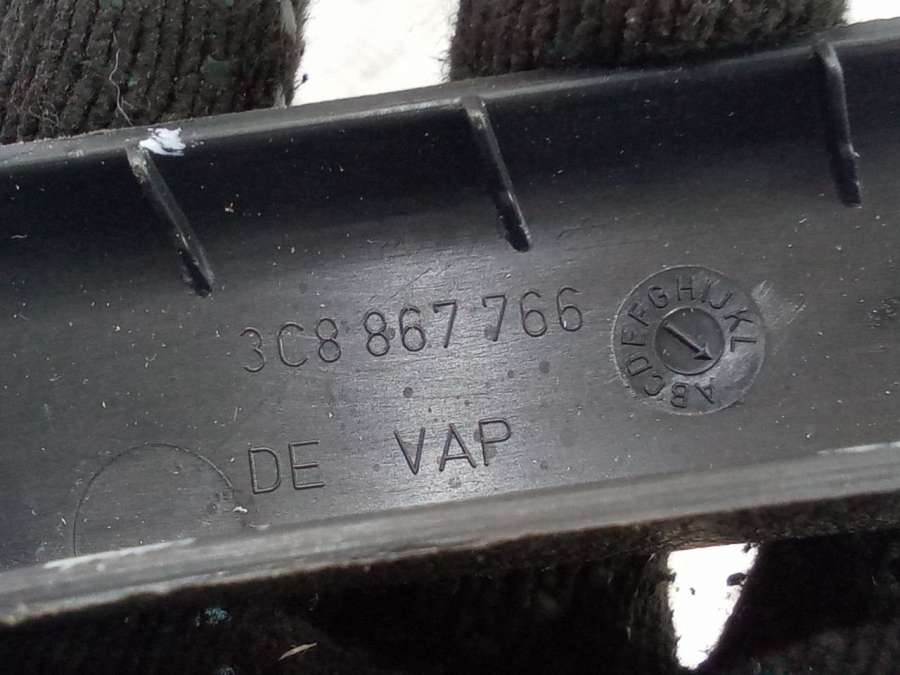 3C8 867 766
DE VAP
ABCDEFGHIJKL